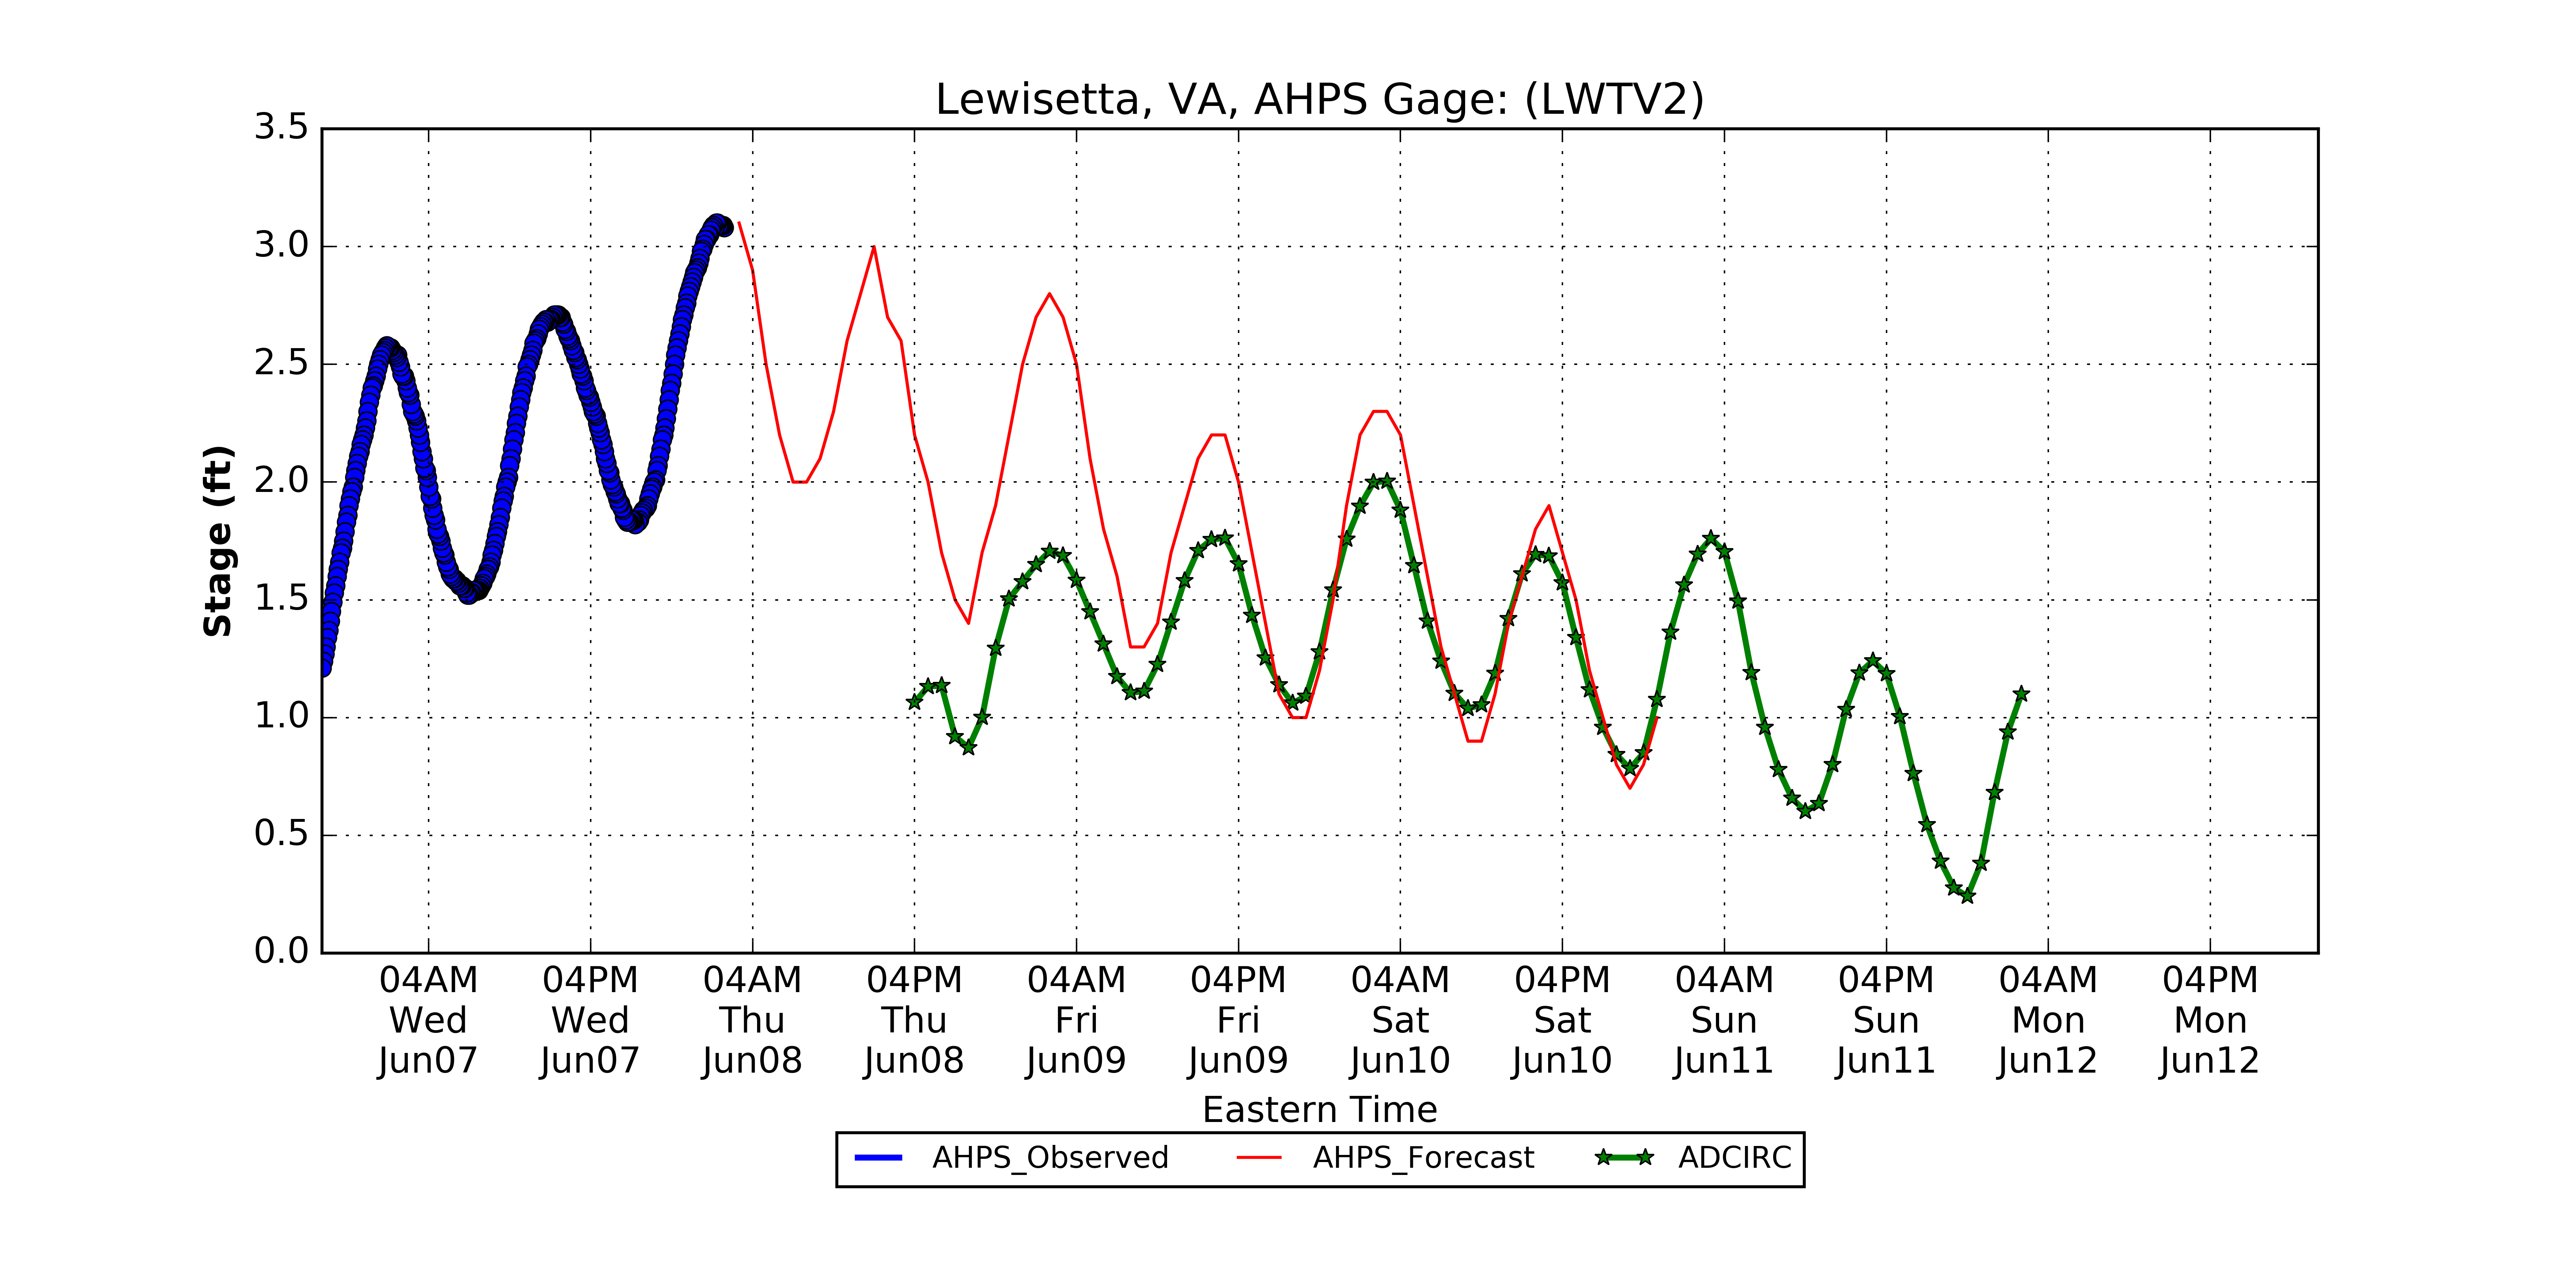 Lewisetta, VA, AHPS Gage: (LWTV2)
Stage (ft)
3.5
3.0
2.5
2.0
1.5
1.0
0.5
0.0
04AM 04PM 04AM 04PM 04AM 04PM 04AM 04PM 04AM 04PM 04AM 04PM
Wed Wed Thu Thu Fri Fri Sat Sat Sun Sun Mon Mon
Jun07 Jun07 Jun08 Jun08 Jun09 Jun09 Jun10 Jun10 Jun11 Jun11 Jun12 Jun12
Eastern Time
AHPS_Observed AHPS_Forecast ADCIRC